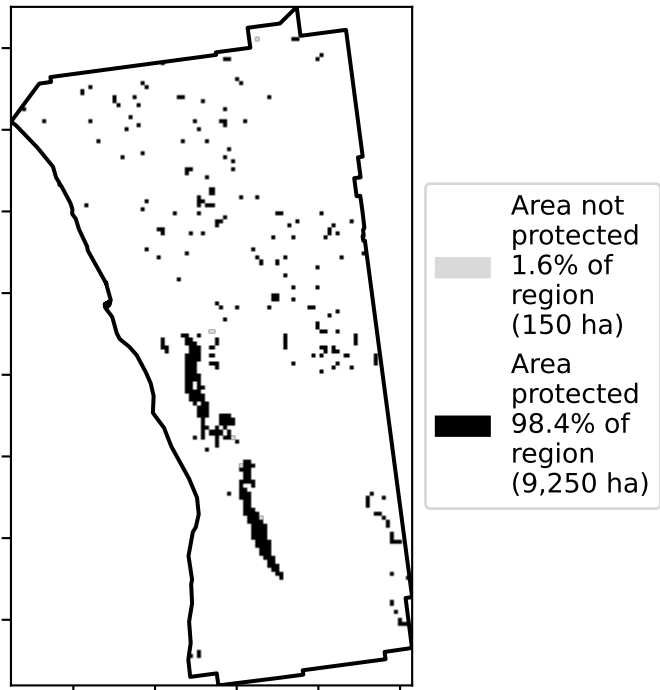 Area not
protected
1.6% of
region
(150 ha)
Area
protected
98.4% of
region
(9,250 ha)